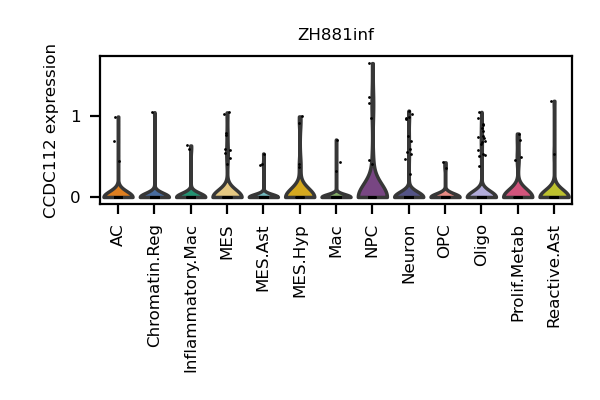 ZH881inf
CCDC112 expression
1
0
AC
Chromatin.Reg
Inflammatory.Mac
MES
MES.Ast
MES.Hyp
Mac
NPC
Neuron
OPC
Oligo
Prolif.Metab
Reactive.Ast